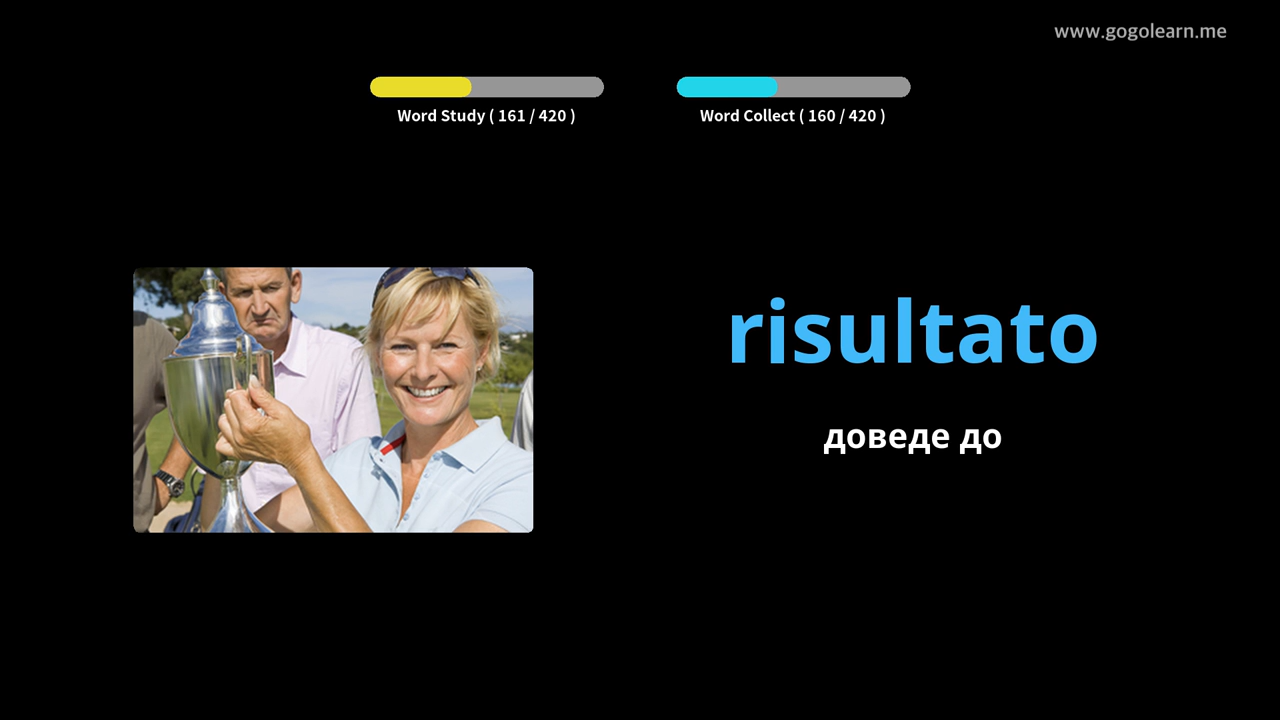 www.gogolearn.me
Word Study ( 161 / 420 )
Word Collect ( 160 / 420 )
risultato
доведе до